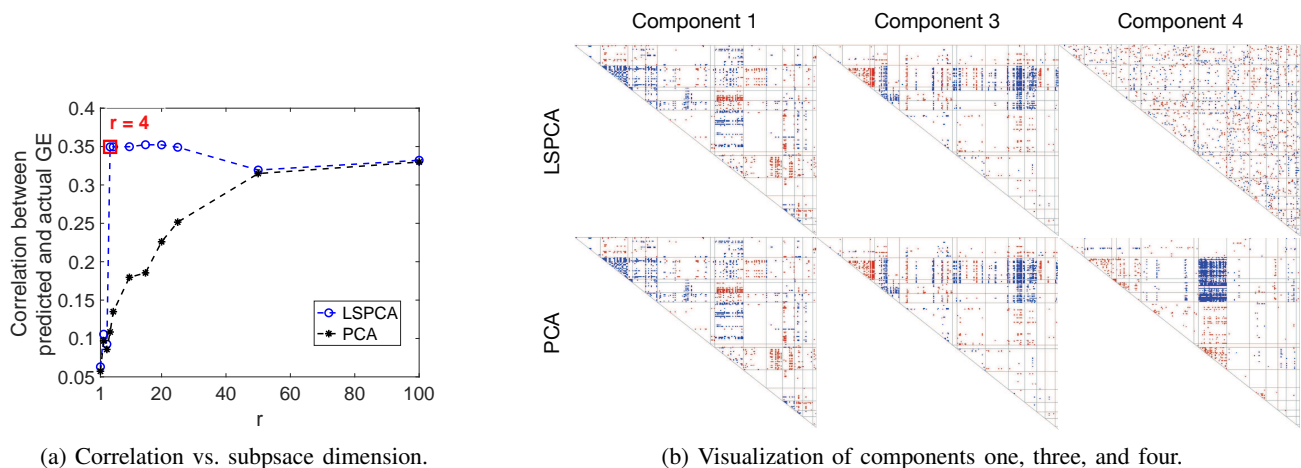 Component 1
Component 3
Component 4
LSPCA
PCA
Correlation between
predicted and actual GE
0.4
0.35
0.3
0.25
0.2
0.15
0.1
0.05
r = 4
LSPCA
PCA
1
20
40
60
80
100
r
(a) Correlation vs. subpsace dimension.
(b) Visualization of components one, three, and four.